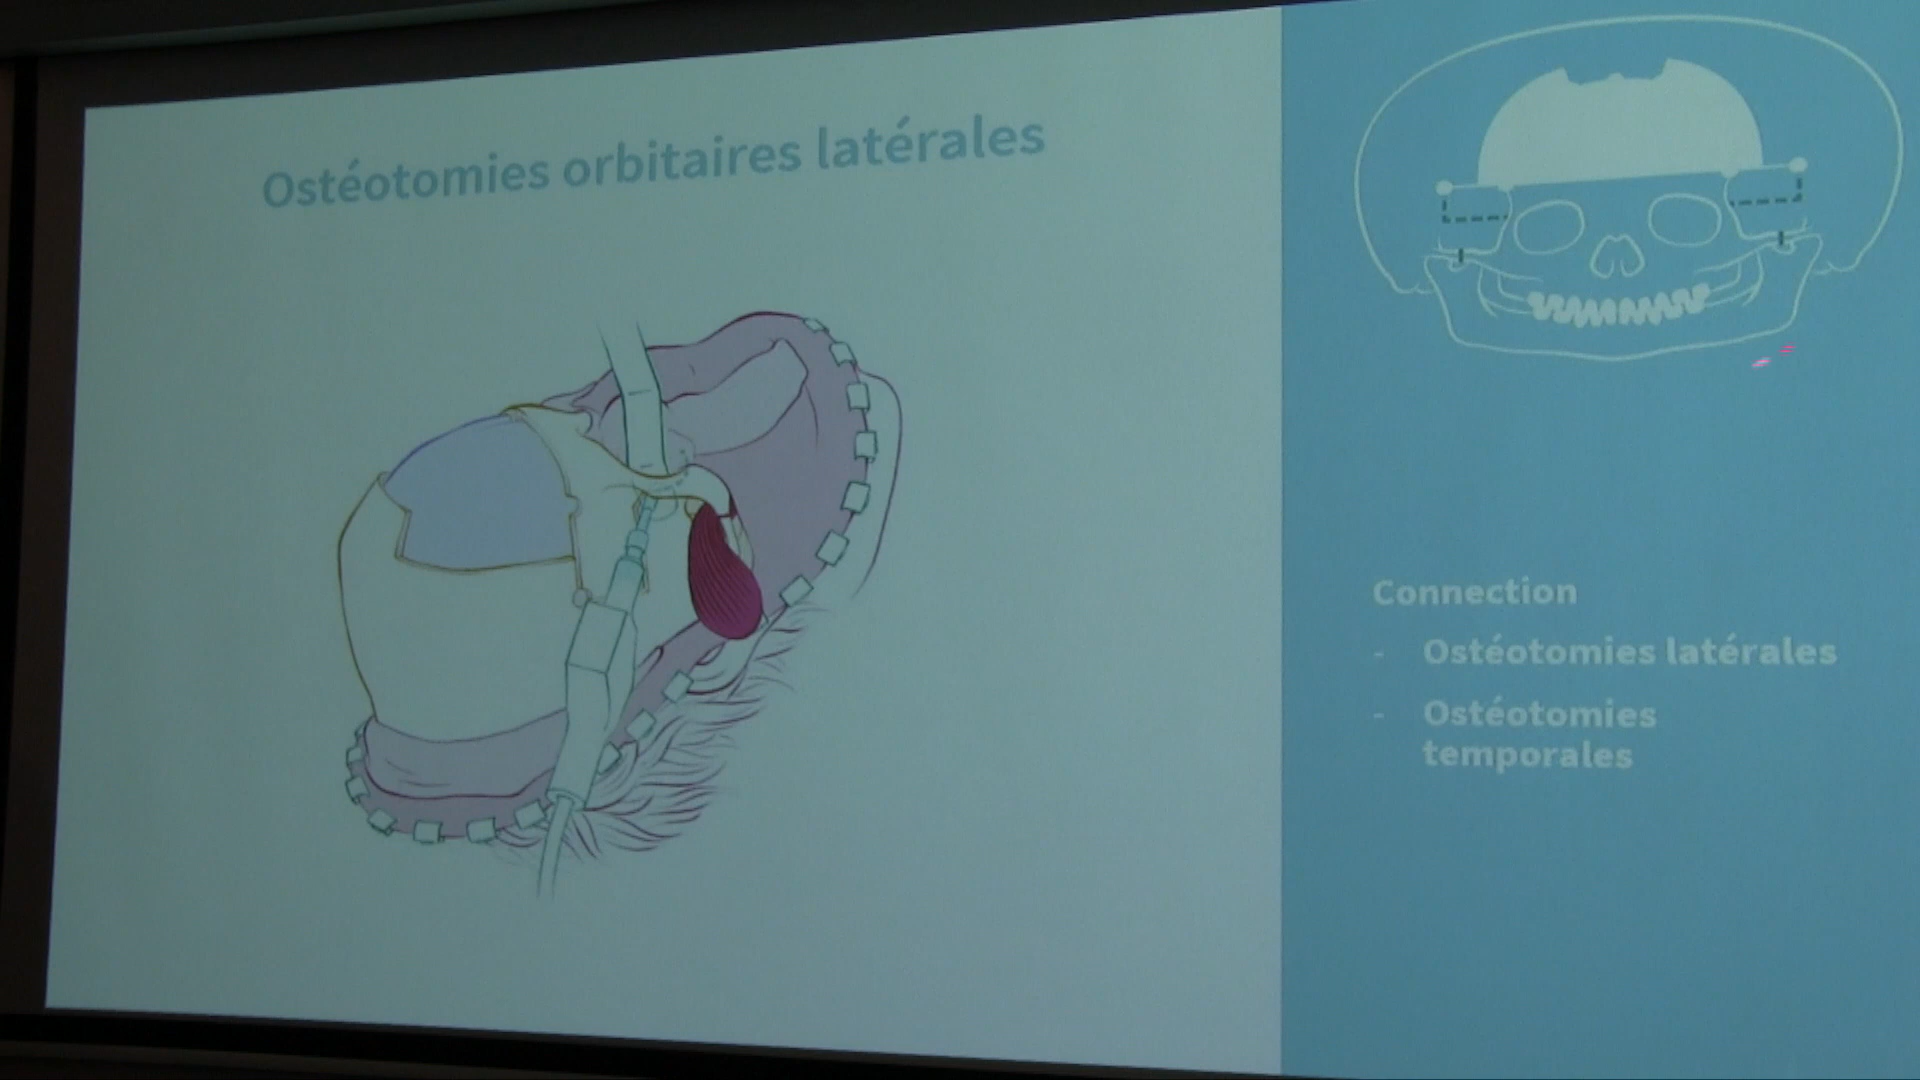 Ostéotomies orbitaires latérales
Connection
- Ostéotomies latérales
- Ostéotomies
temporales